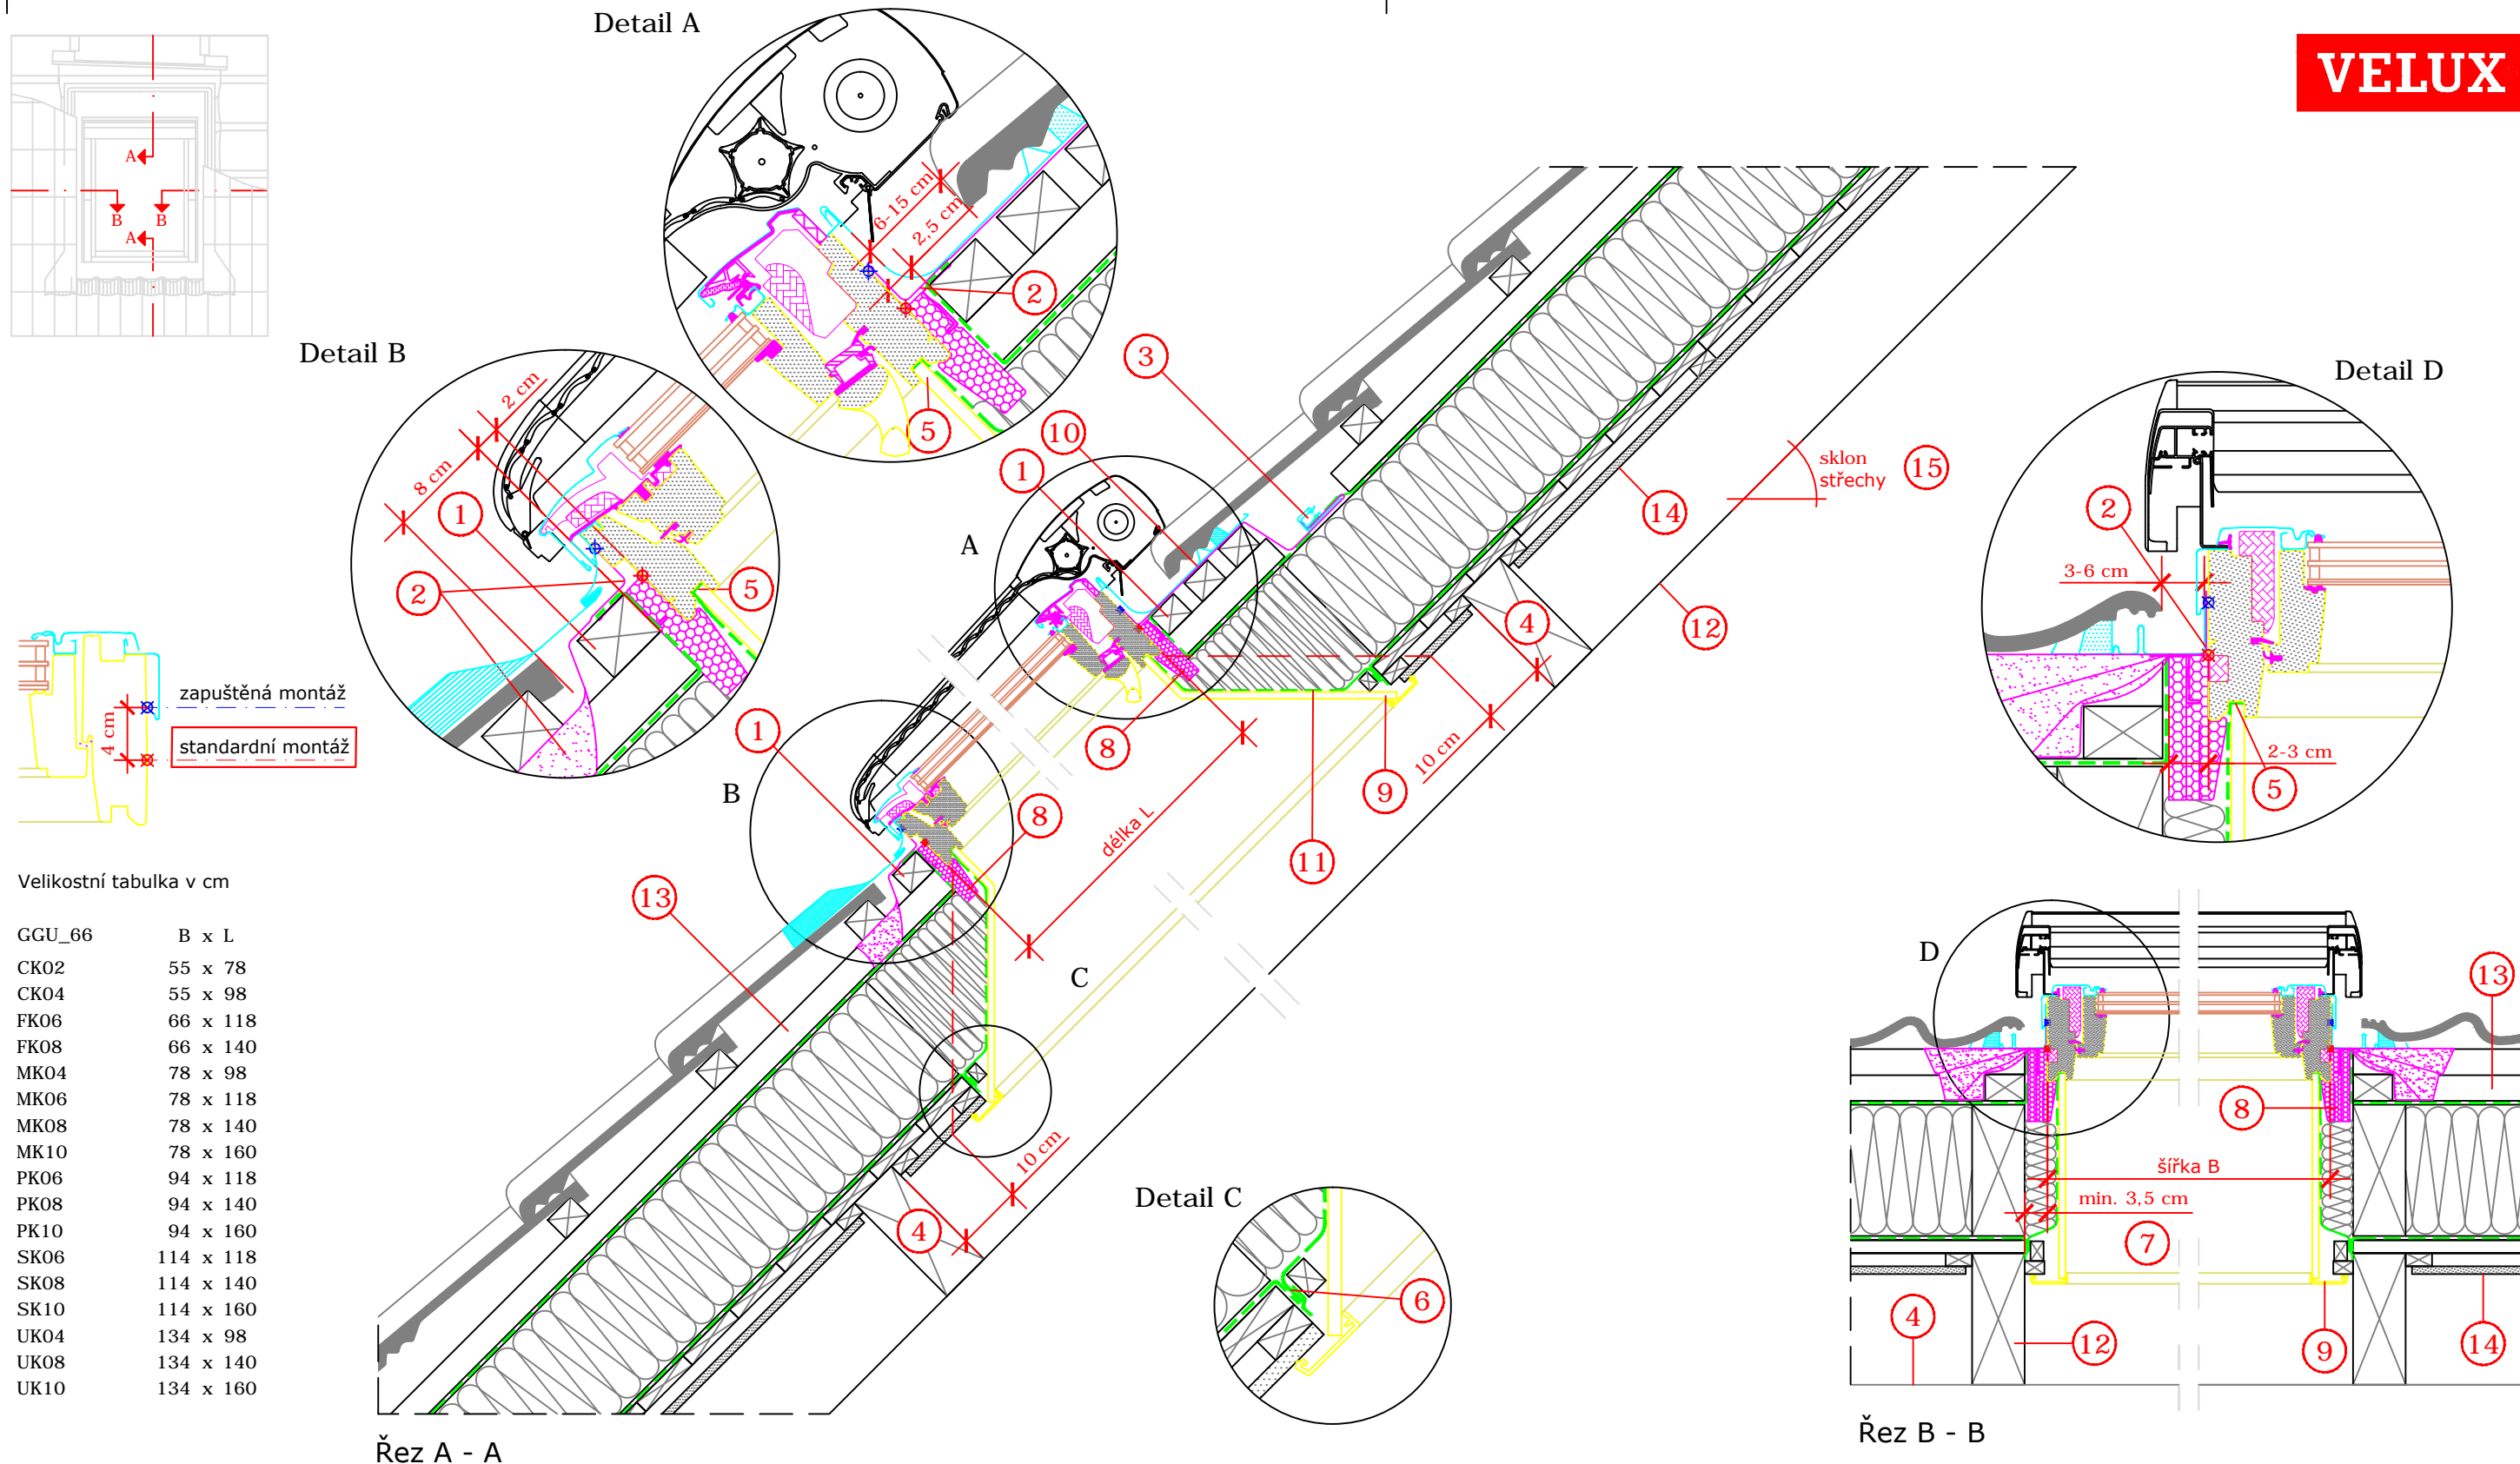 Detail A
VELUX
A
B
B
A
6-15 cm
2,5 cm
2
5
Detail B
2 cm
8 cm
1
2
5
3
10
1
A
sklon
střechy
15
14
12
4
Detail D
2
3-6 cm
2-3 cm
5
zapuštěná montáž
4 cm
standardní montáž
B
1
8
8
9
10 cm
délka L
11
13
C
10 cm
4
Velikostní tabulka v cm
GGU_66 B x L
CK02 55 x 78
CK04 55 x 98
FK06 66 x 118
FK08 66 x 140
MK04 78 x 98
MK06 78 x 118
MK08 78 x 140
MK10 78 x 160
PK06 94 x 118
PK08 94 x 140
PK10 94 x 160
SK06 114 x 118
SK08 114 x 140
SK10 114 x 160
UK04 134 x 98
UK08 134 x 140
UK10 134 x 160
Detail C
6
D
13
8
šířka B
min. 3,5 cm
7
4
12
9
14
Řez A - A
Řez B - B